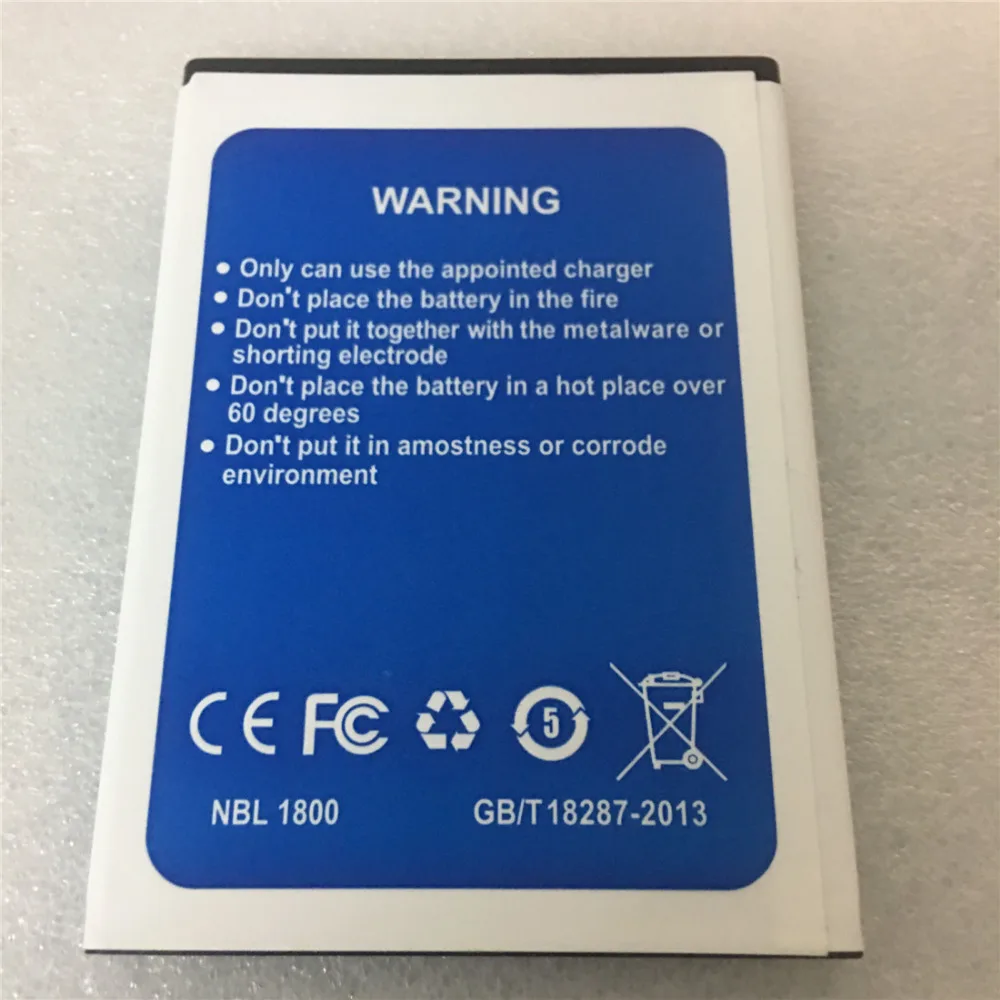 WARNING
• Only can use the appointed charger
• Don't place the battery in the fire
• Don't put it together with the metalware or
shorting electrode
• Don't place the battery in a hot place over
60 degrees
• Don't put it in amostness or corrode
environment
CE FC 5
NBL 1800 GB/T 18287-2013